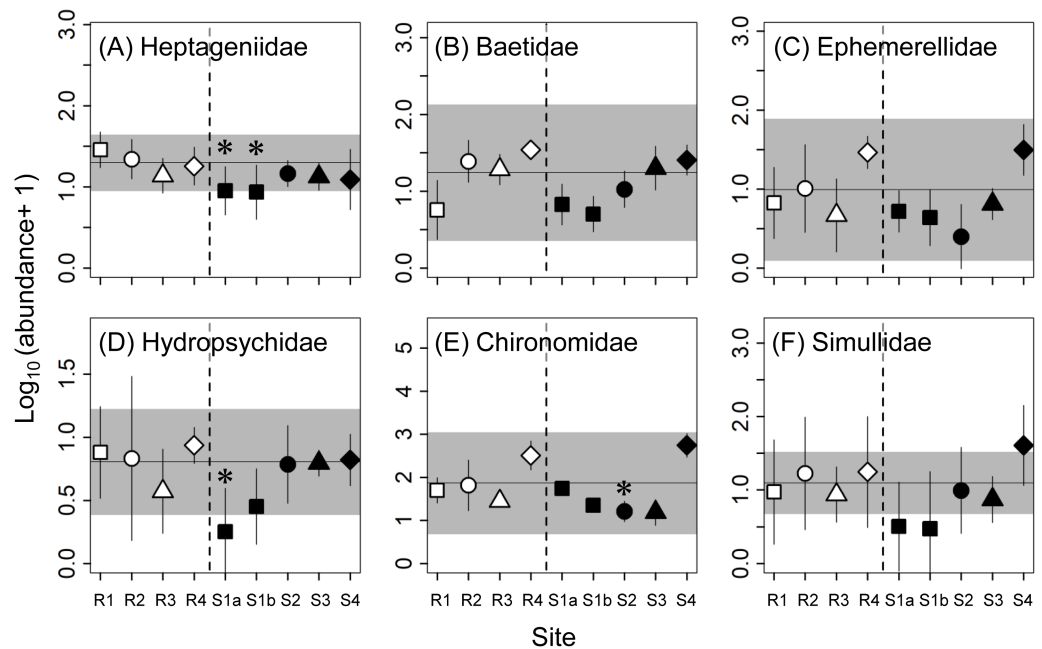 (A) Heptageniidae
(B) Baetidae
(C) Ephemerellidae
3.0
2.0
1.0
0.0
* *
3.0
2.0
1.0
0.0
3.0
2.0
1.0
0.0
Log10 (abundance+ 1)
(D) Hydropsychidae
(E) Chironomidae
(F) Simullidae
1.5
1.0
0.5
0.0
*
5
4
3
2
1
0
*
3.0
2.0
1.0
0.0
R1 R2 R3 R4 S1a S1b S2 S3 S4
R1 R2 R3 R4 S1a S1b S2 S3 S4
R1 R2 R3 R4 S1a S1b S2 S3 S4
Site